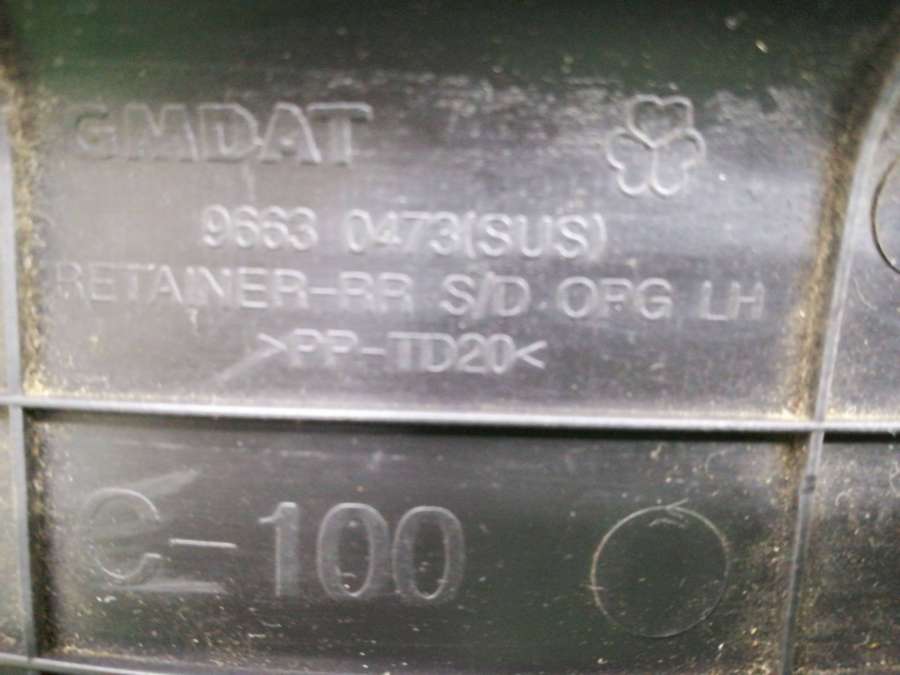 GMDAT
9663 0473(SUS)
RETAINER-RR S/D OPG LH
>PP-TD20<
e-100